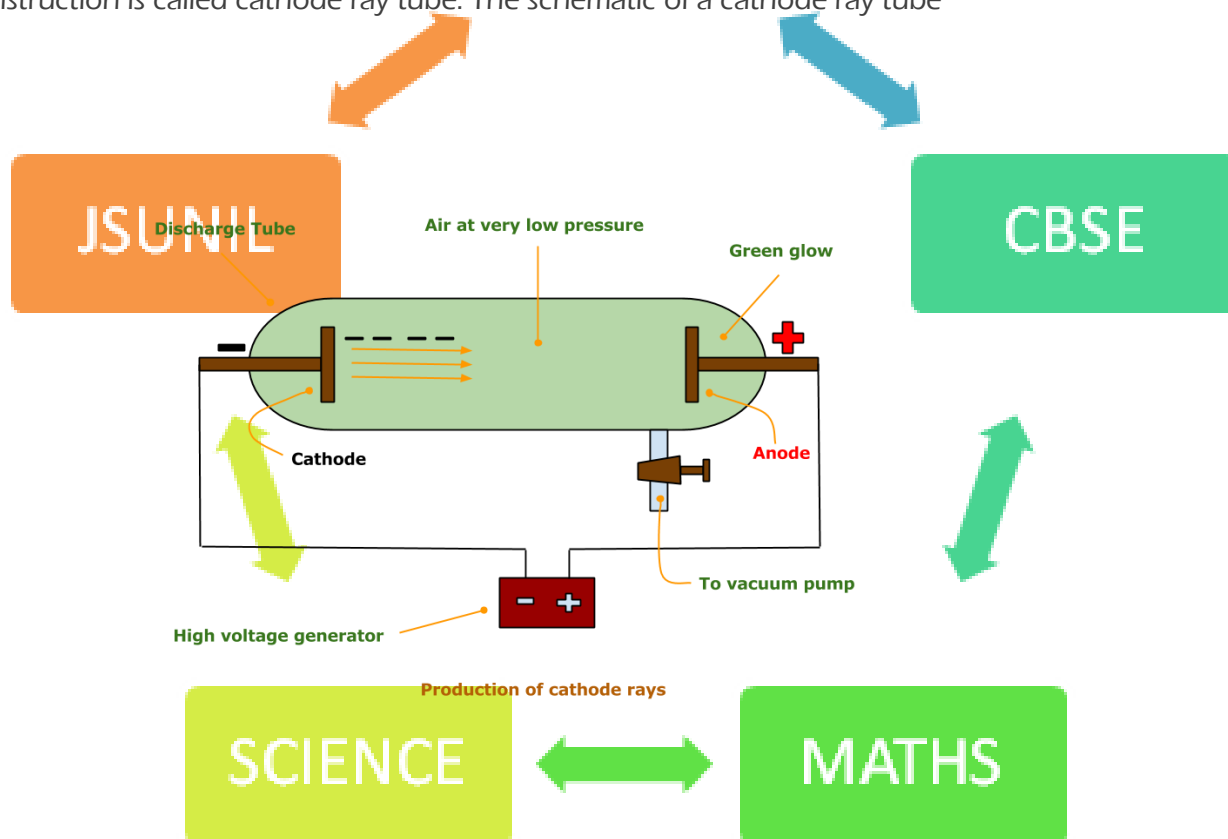 nstruction is called cathode ray tube. The schematic of a cathode ray tube
JSUNIL
CBSE
Discharge Tube
Air at very low pressure
Green glow
Cathode
Anode
To vacuum pump
High voltage generator
Production of cathode rays
SCIENCE
MATHS